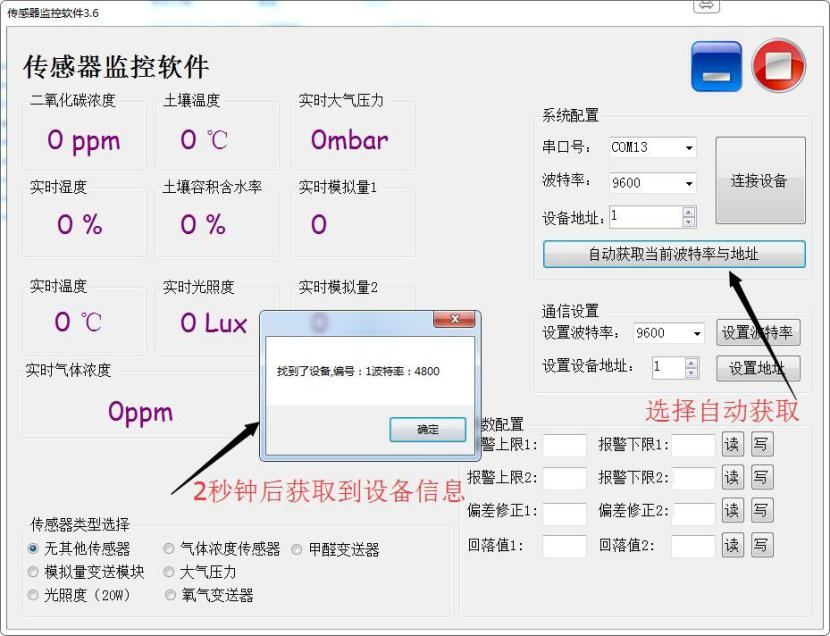 传感器监控软件3.6
传感器监控软件
二氧化碳浓度
0 ppm
土壤温度
0 ℃
实时大气压力
0mbar
实时湿度
0 %
土壤容积含水率
0 %
实时模拟量1
0
实时温度
0 ℃
实时光照度
0 Lux
实时模拟量2
0
实时气体浓度
0ppm
系统配置
串口号: COM13
波特率: 9600
设备地址: 1
连接设备
自动获取当前波特率与地址
通信设置
设置波特率: 9600 设置波特率
设置设备地址: 1 设置地址
选择自动获取
找到了设备,编号：1波特率：4800
确定
2秒钟后获取到设备信息
数配置
警上限1: 报警下限1: 读 写
报警上限2: 报警下限2: 读 写
偏差修正1: 偏差修正2: 读 写
回落值1: 回落值2: 读 写
传感器类型选择
无其他传感器 气体浓度传感器 甲醛变送器
模拟量变送模块 大气压力
光照度（20W） 氧气变送器